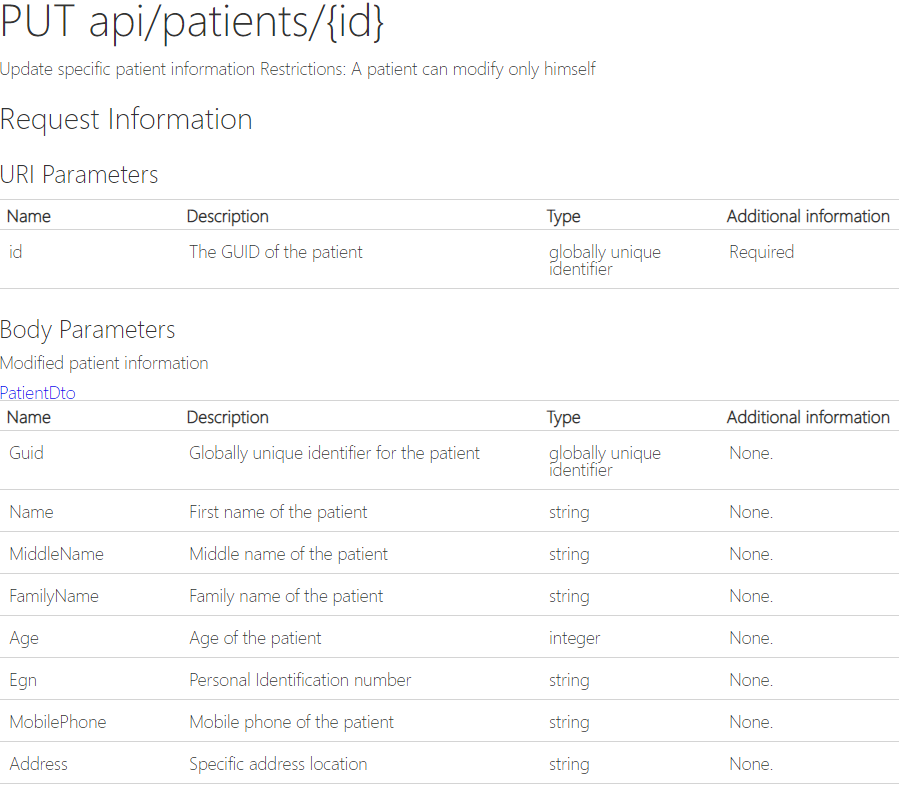 PUT api/patients/{id}
Update specific patient information Restrictions: A patient can modify only himself
Request Information
URI Parameters
Name Description Type Additional information
id The GUID of the patient globally unique identifier Required
Body Parameters
Modified patient information
PatientDto
Name Description Type Additional information
Guid Globally unique identifier for the patient globally unique identifier None.
Name First name of the patient string None.
MiddleName Middle name of the patient string None.
FamilyName Family name of the patient string None.
Age Age of the patient integer None.
Egn Personal Identification number string None.
MobilePhone Mobile phone of the patient string None.
Address Specific address location string None.